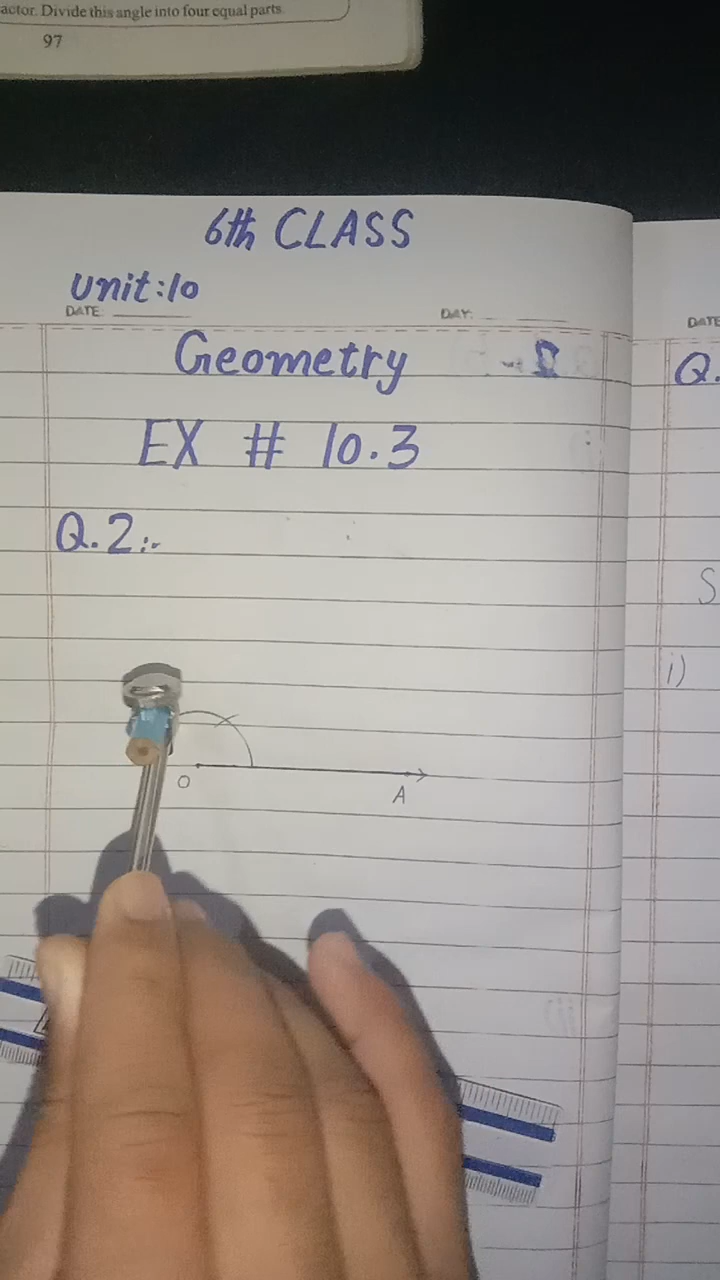 actor. Divide this angle into four equal parts.
97
6th CLASS
Unit:10
DATE:
DAY:
DATE
Geometry
Q.
EX # 10.3
Q.2:-
S
i)
O
A